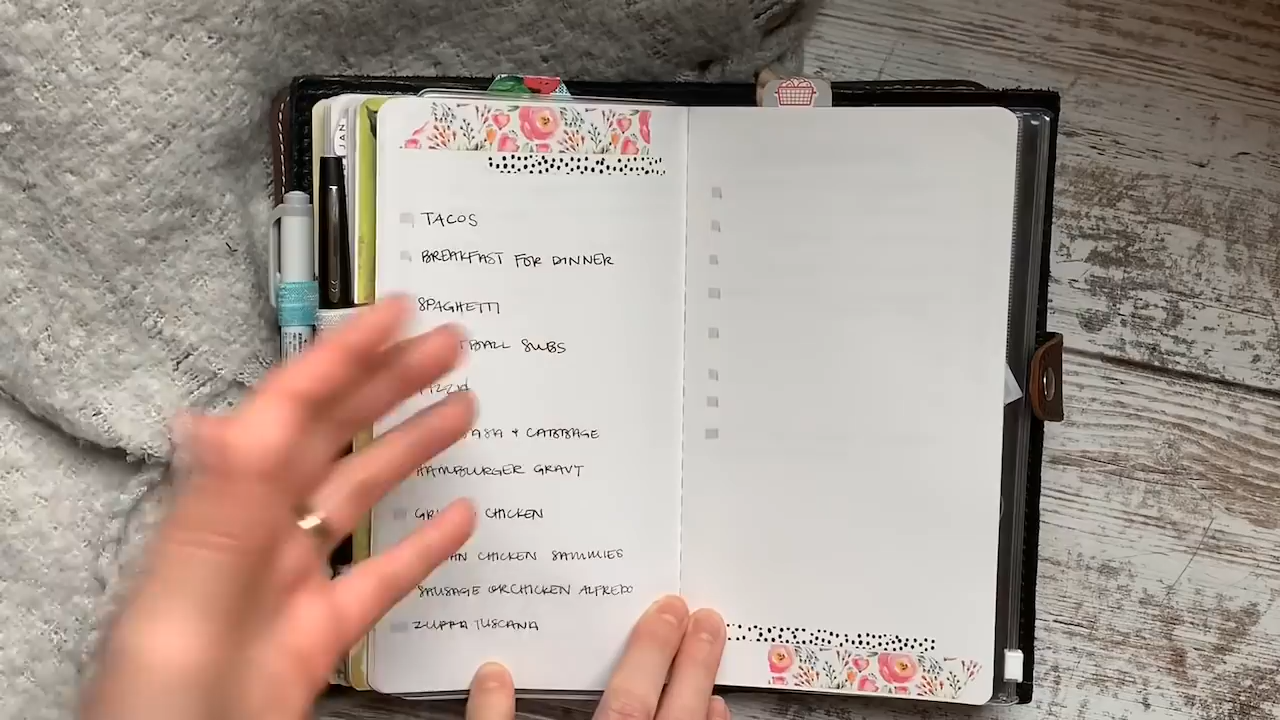 TACOS
BREAKFAST FOR DINNER
SPAGHETTI
SUBS
& CABBAGE
HAMBURGER GRAVY
CHICKEN
CHICKEN SAMMIES
SAUSAGE OR CHICKEN ALFREDO
ZUPPA TUSCANA